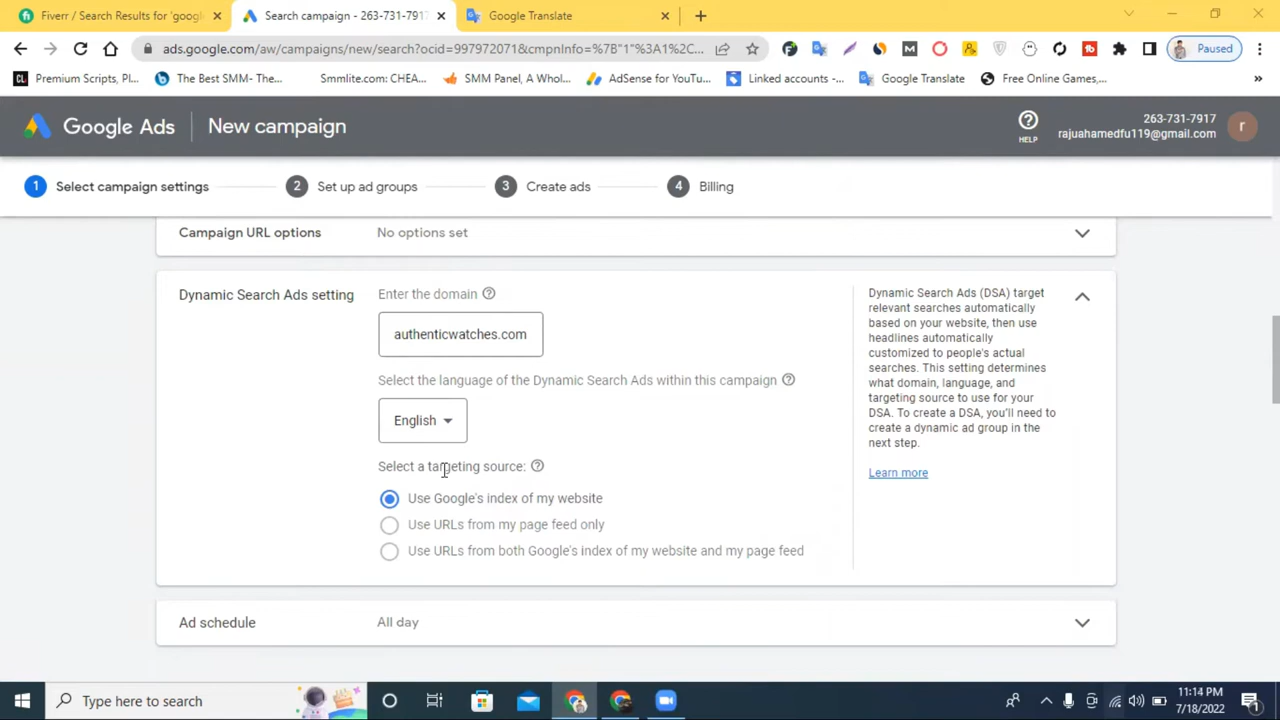 Fiverr / Search Results for 'googl
Search campaign - 263-731-7917
Google Translate
ads.google.com/aw/campaigns/new/search?ocid=997972071&cmpnInfo=%7B"1"%3A1%2C...
Paused
Premium Scripts, Pl...
The Best SMM- The...
Smmlite.com: CHEA...
SMM Panel, A Whol...
AdSense for YouTu...
Linked accounts -...
Google Translate
Free Online Games,...
»
Google Ads
New campaign
HELP
263-731-7917
rajuahamedfu119@gmail.com
r
1 Select campaign settings
2 Set up ad groups
3 Create ads
4 Billing
Campaign URL options
No options set
Dynamic Search Ads setting
Enter the domain
authenticwatches.com
Select the language of the Dynamic Search Ads within this campaign
English
Select a targeting source:
Use Google's index of my website
Use URLs from my page feed only
Use URLs from both Google's index of my website and my page feed
Dynamic Search Ads (DSA) target
relevant searches automatically
based on your website, then use
headlines automatically
customized to people's actual
searches. This setting determines
what domain, language, and
targeting source to use for your
DSA. To create a DSA, you'll need to
create a dynamic ad group in the
next step.
Learn more
Ad schedule
All day
Type here to search
11:14 PM
7/18/2022